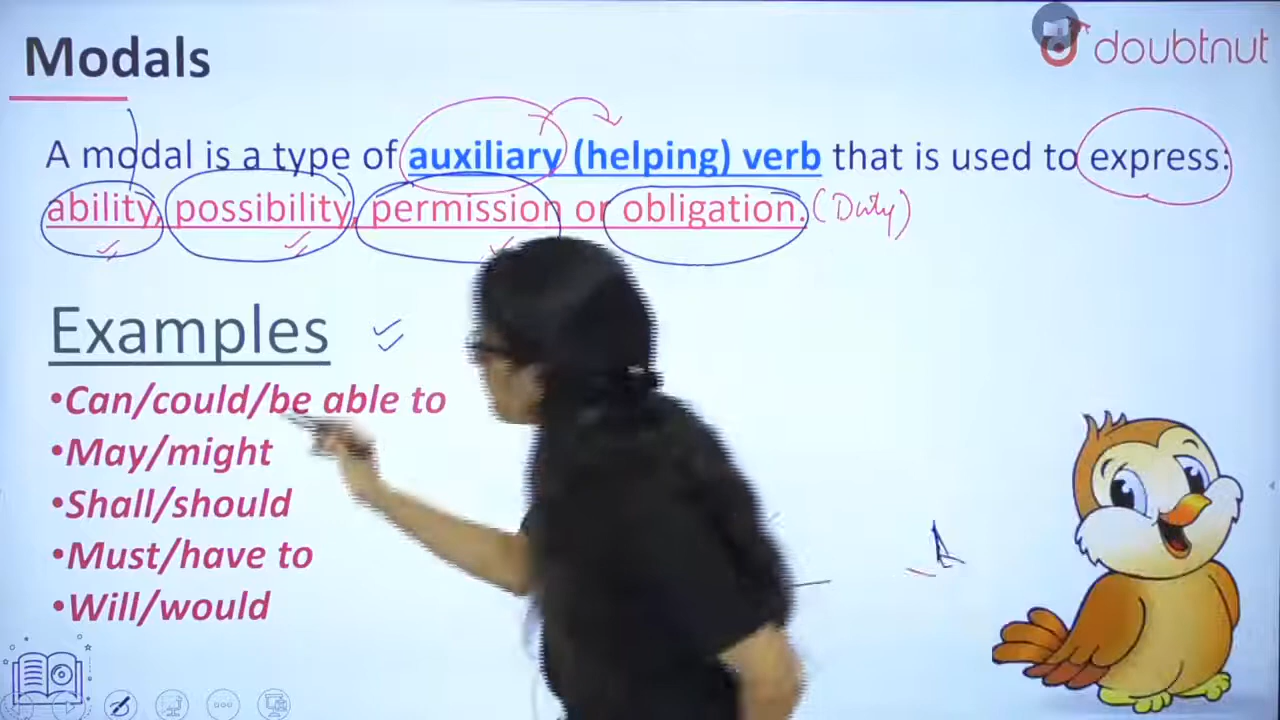 Modals
doubtnut
A modal is a type of auxiliary (helping) verb that is used to express:
ability, possibility, permission or obligation. (Duty)
Examples
•Can/could/be able to
•May/might
•Shall/should
•Must/have to
•Will/would